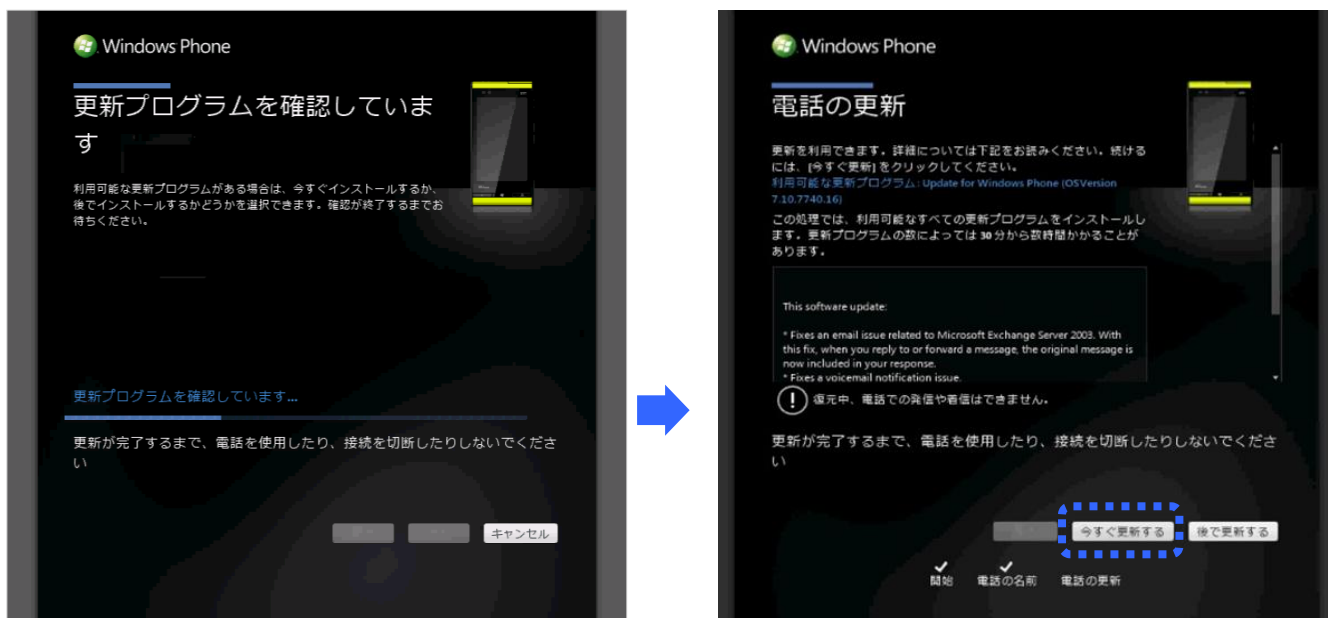 Windows Phone
更新プログラムを確認していま
す
利用可能な更新プログラムがある場合は、今すぐインストールするか、
後でインストールするかどうかを選択できます。確認が終了するまでお
待ちください。
更新プログラムを確認しています...
更新が完了するまで、電話を使用したり、接続を切断したりしないでくださ
い
キャンセル
Windows Phone
電話の更新
更新を利用できます。詳細については下記をお読みください。続ける
には、[今すぐ更新] をクリックしてください。
利用可能な更新プログラム: Update for Windows Phone (OSVersion
7.10.7740.16)
この処理では、利用可能なすべての更新プログラムをインストールし
ます。更新プログラムの数によっては 30 分から数時間かかることが
あります。
This software update:
* Fixes an email issue related to Microsoft Exchange Server 2003. With
this fix, when you reply to or forward a message, the original message is
now included in your response.
* Fixes a voicemail notification issue.
復元中、電話での発信や着信はできません。
更新が完了するまで、電話を使用したり、接続を切断したりしないでくださ
い
今すぐ更新する 後で更新する
開始 電話の名前 電話の更新